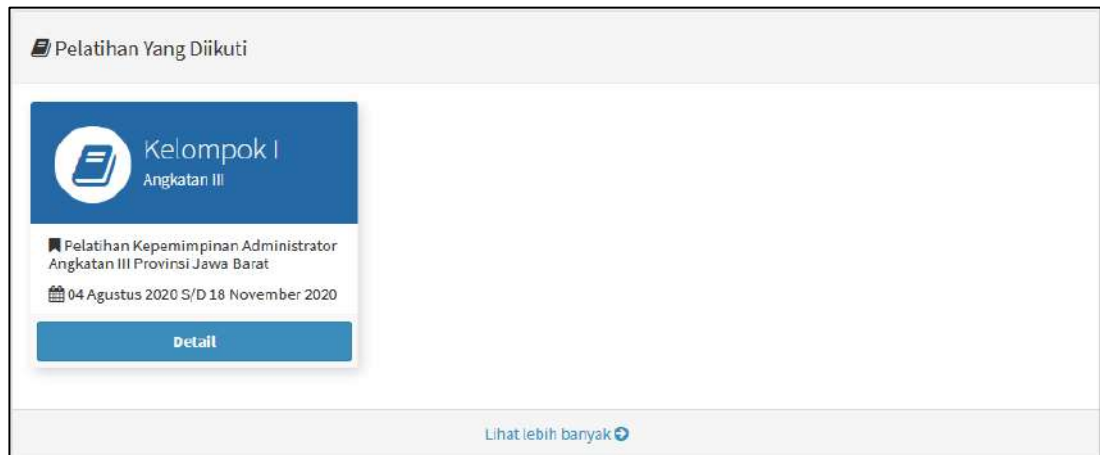 Pelatihan Yang Diikuti
Kelompok I
Angkatan III
Pelatihan Kepemimpinan Administrator
Angkatan III Provinsi Jawa Barat
04 Agustus 2020 S/D 18 November 2020
Detail
Lihat lebih banyak